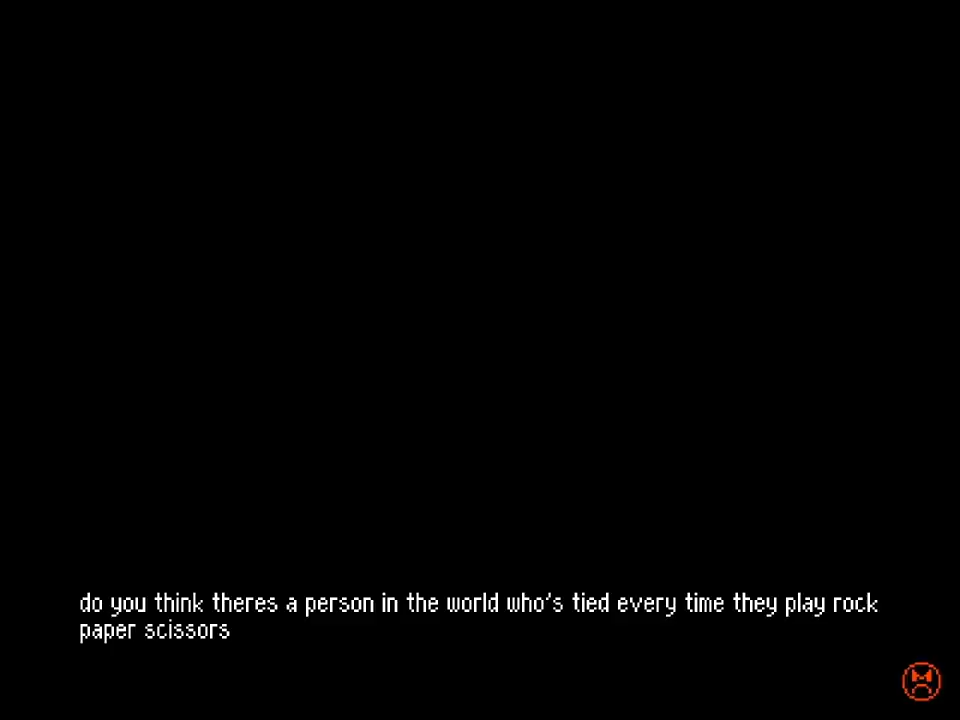 do you think theres a person in the world who's tied every time they play rock
paper scissors